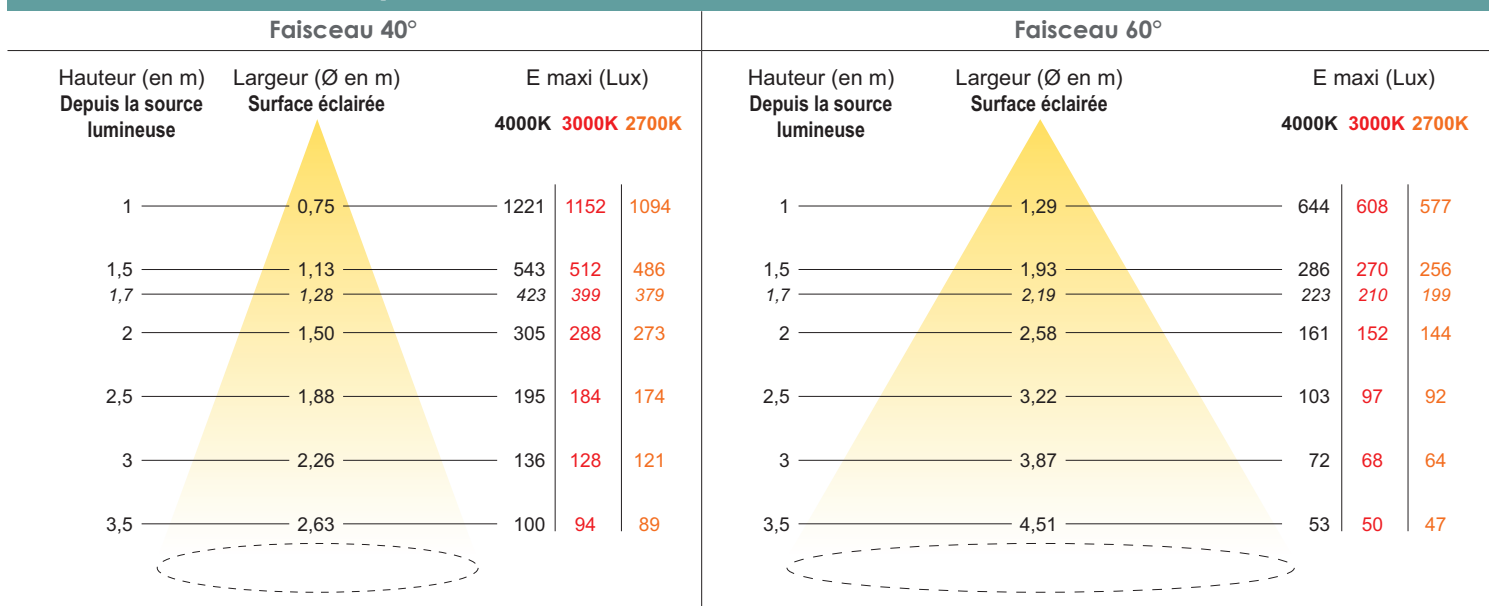 Faisceau 40°
Hauteur (en m) Largeur (Ø en m) E maxi (Lux)
Depuis la source Surface éclairée
lumineuse 4000K 3000K 2700K
1 0,75 1221 1152 1094
1,5 1,13 543 512 486
1,7 1,28 423 399 379
2 1,50 305 288 273
2,5 1,88 195 184 174
3 2,26 136 128 121
3,5 2,63 100 94 89
Faisceau 60°
Hauteur (en m) Largeur (Ø en m) E maxi (Lux)
Depuis la source Surface éclairée
lumineuse 4000K 3000K 2700K
1 1,29 644 608 577
1,5 1,93 286 270 256
1,7 2,19 223 210 199
2 2,58 161 152 144
2,5 3,22 103 97 92
3 3,87 72 68 64
3,5 4,51 53 50 47